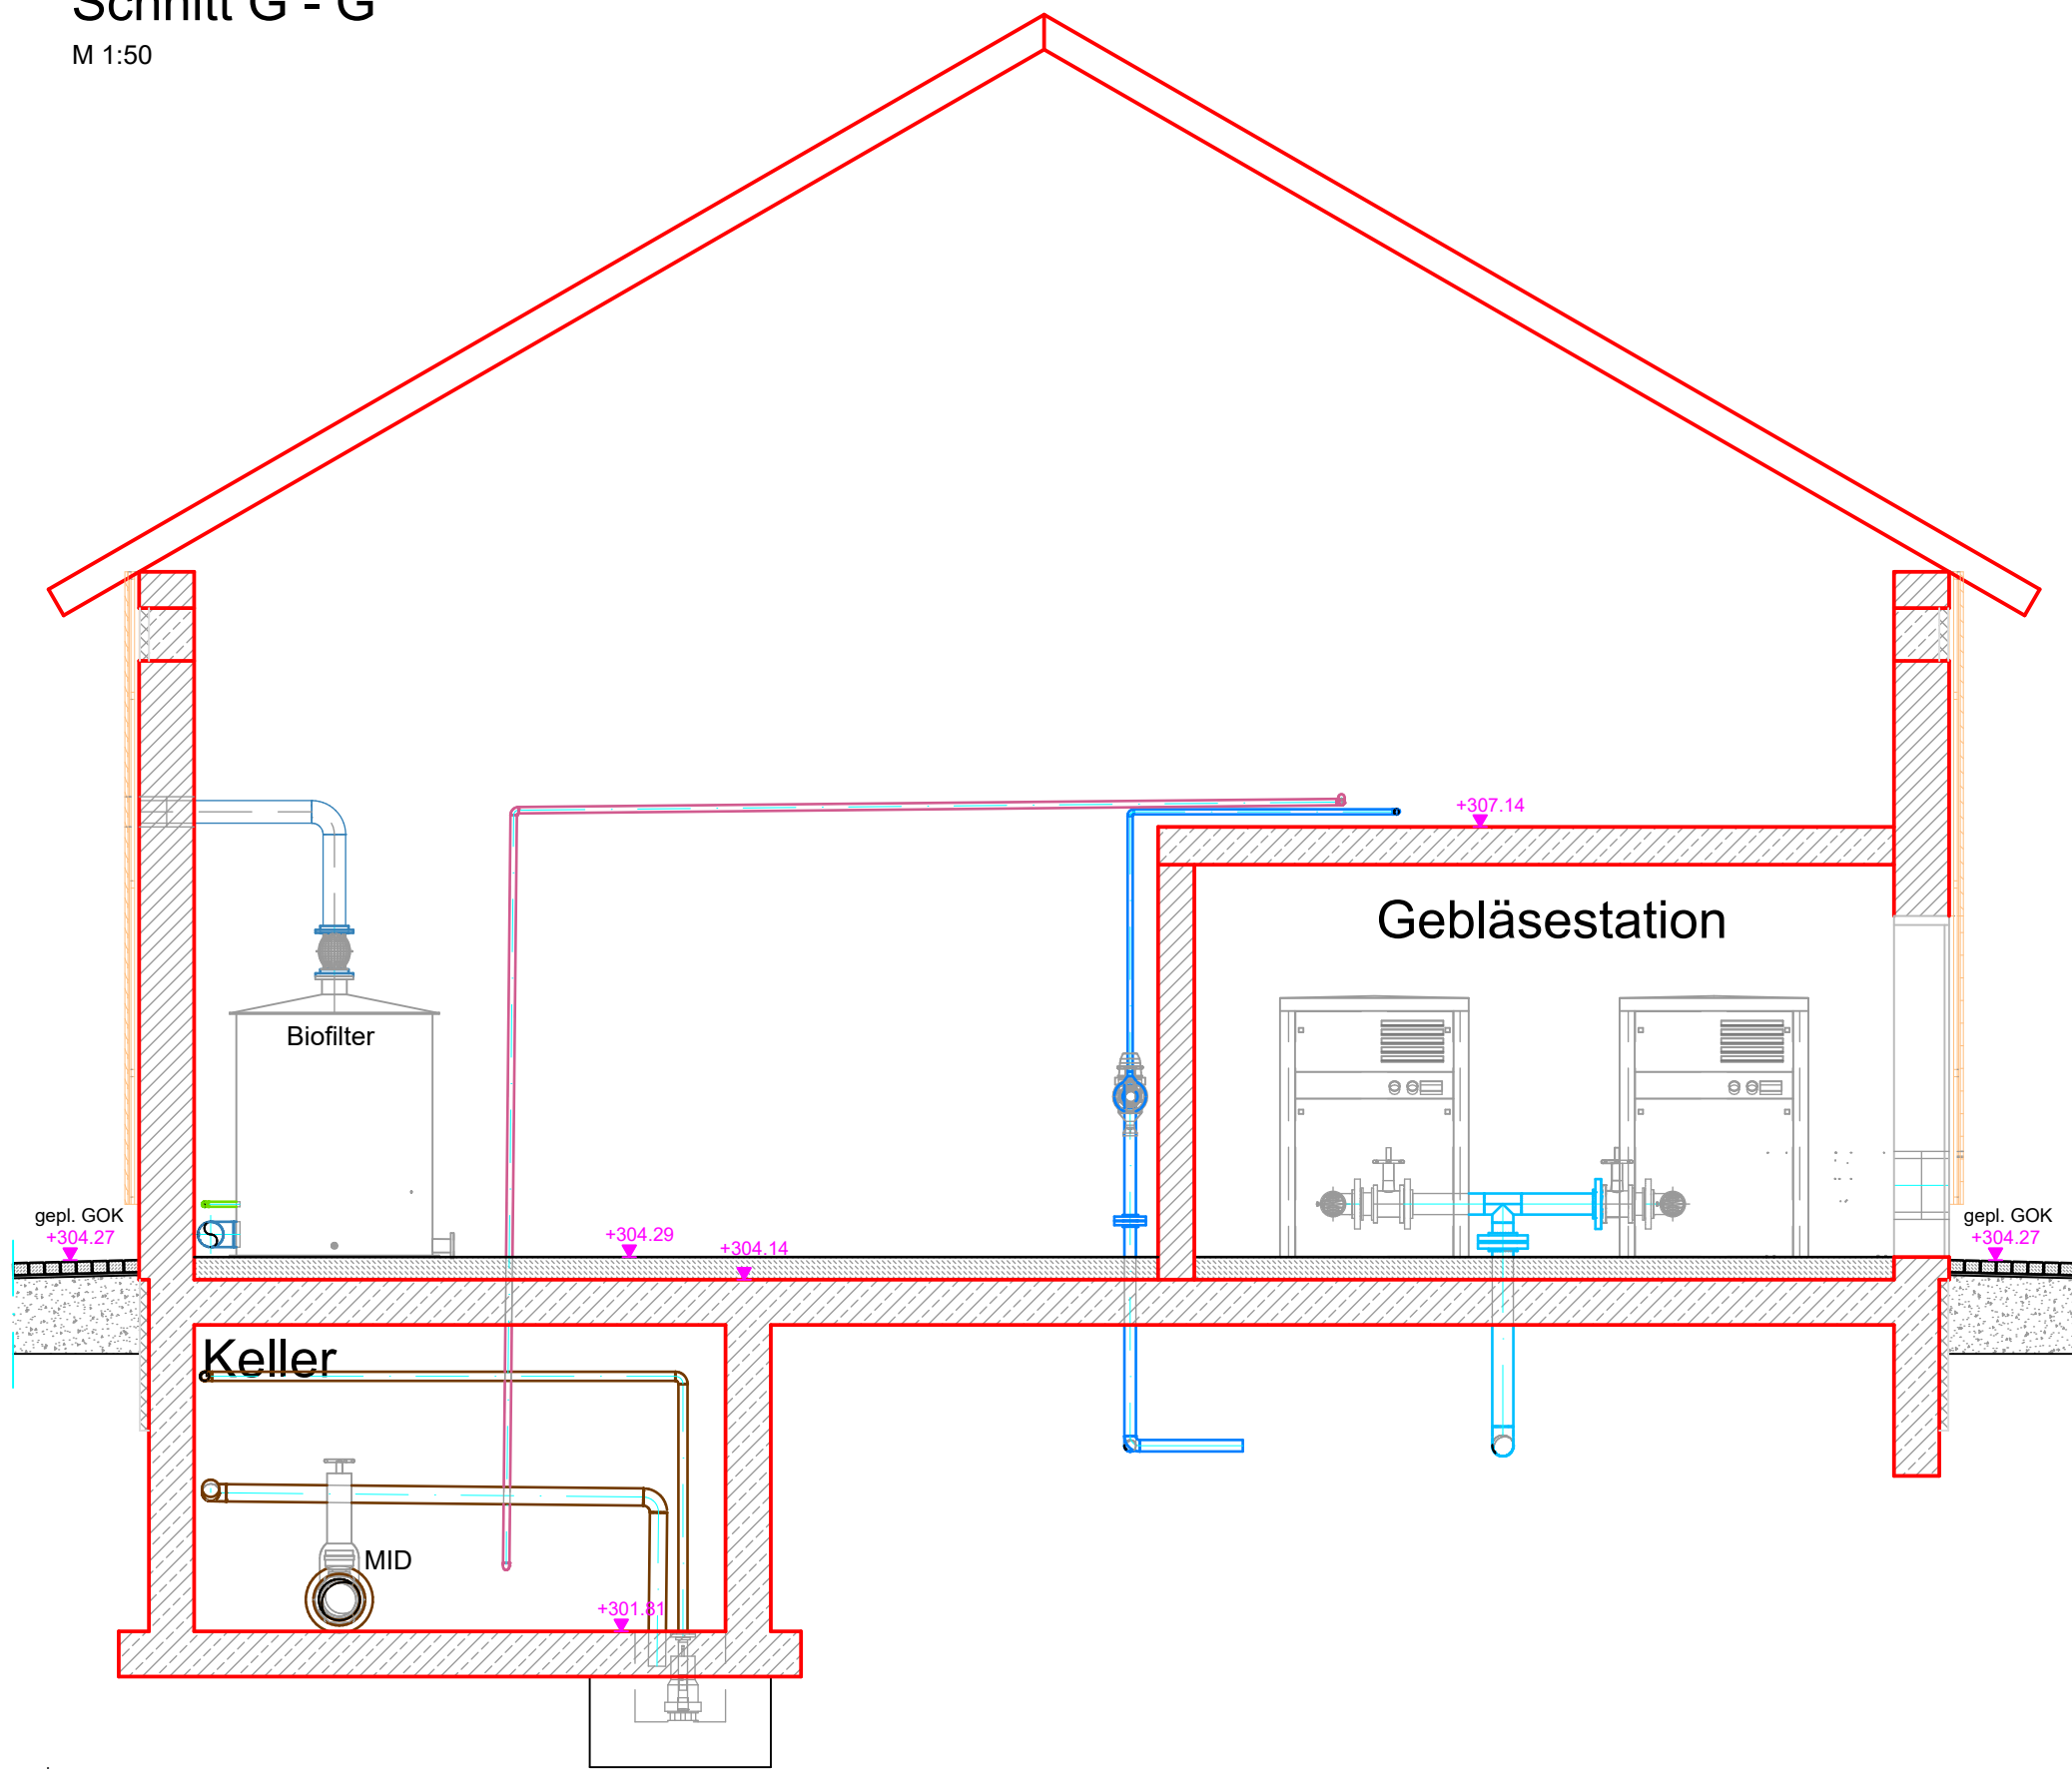 Schnitt G - G
M 1:50
+307.14
Gebläsestation
Biofilter
gepl. GOK
+304.27
+304.29
+304.14
gepl. GOK
+304.27
Keller
MID
+301.81